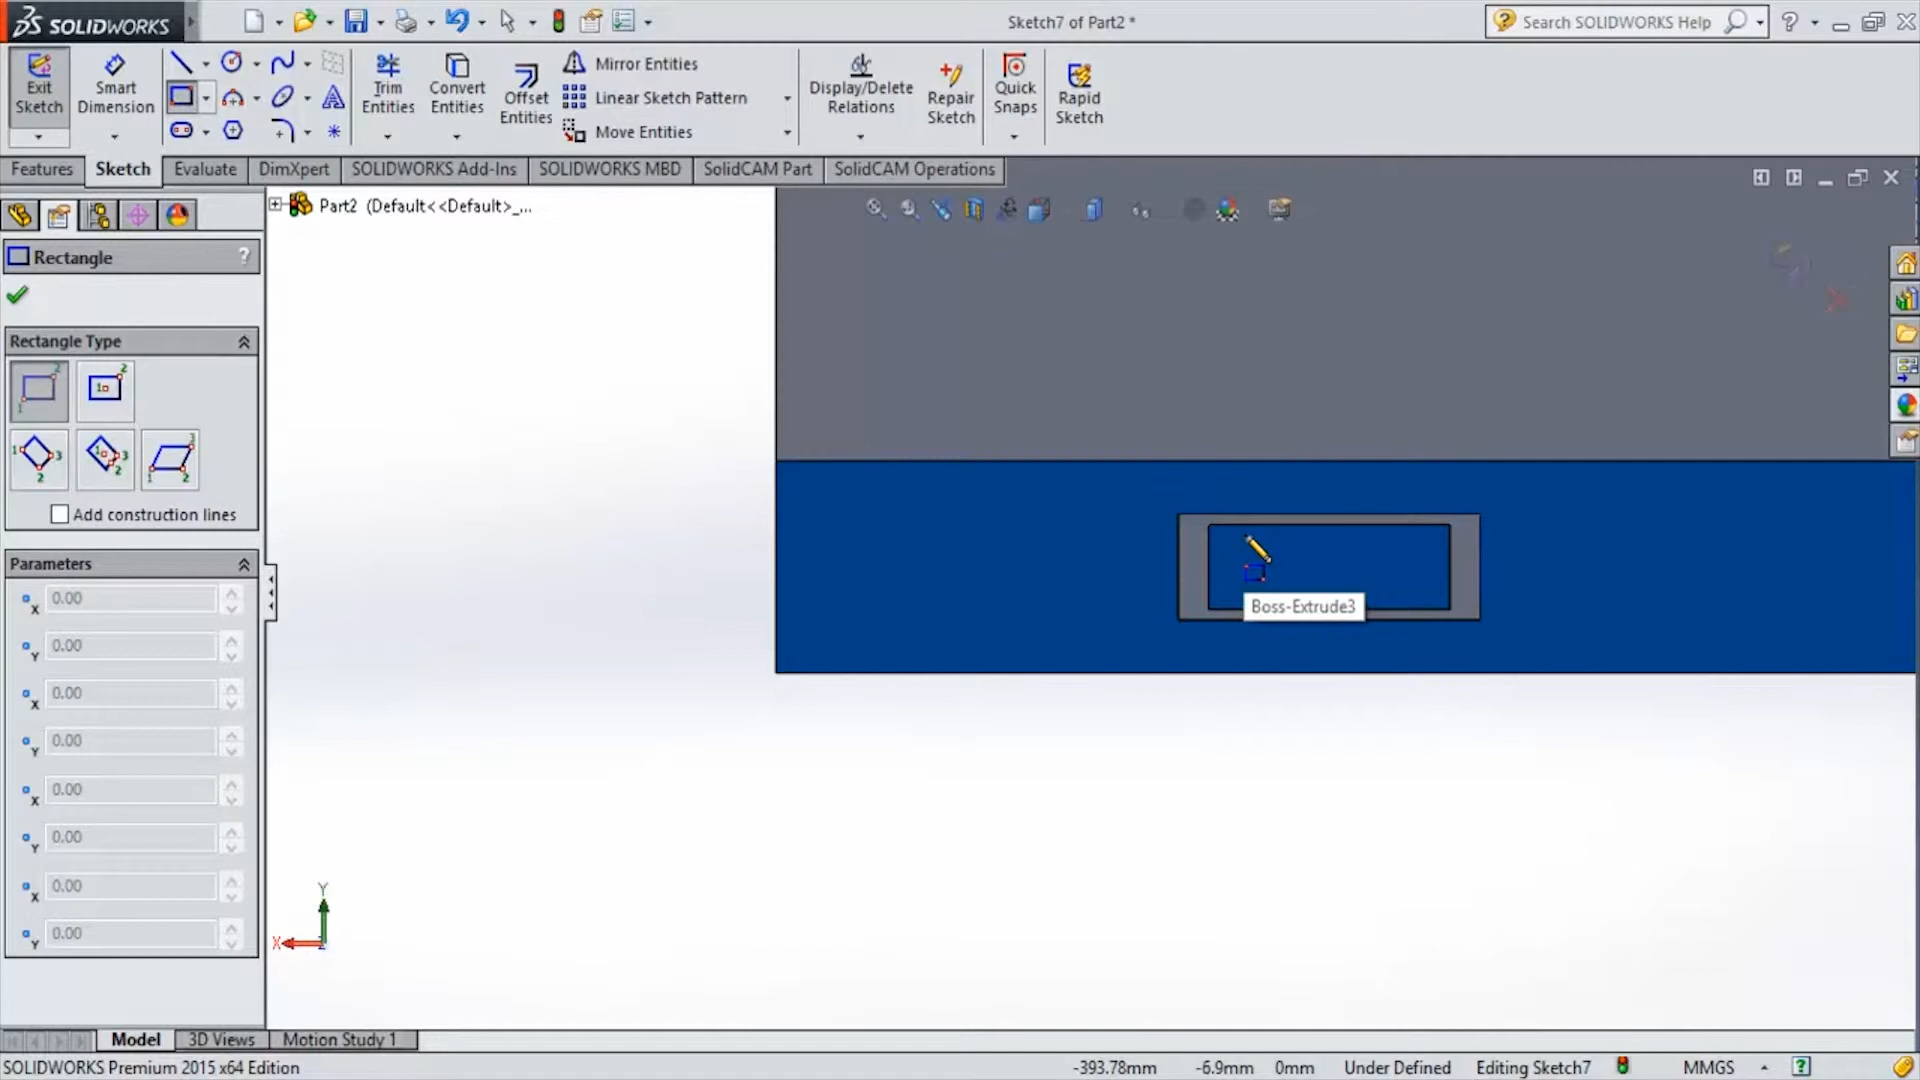 SOLIDWORKS
Sketch7 of Part2 *
Search SOLIDWORKS Help
Exit Sketch
Smart Dimension
Trim Entities
Convert Entities
Offset Entities
Mirror Entities
Linear Sketch Pattern
Move Entities
Display/Delete Relations
Repair Sketch
Quick Snaps
Rapid Sketch
Features
Sketch
Evaluate
DimXpert
SOLIDWORKS Add-Ins
SOLIDWORKS MBD
SolidCAM Part
SolidCAM Operations
Part2 (Default<<Default>_...
Rectangle
?
Rectangle Type
Add construction lines
Parameters
X 0.00
Y 0.00
X 0.00
Y 0.00
X 0.00
Y 0.00
X 0.00
Y 0.00
Boss-Extrude3
Y
X
Model
3D Views
Motion Study 1
SOLIDWORKS Premium 2015 x64 Edition
-393.78mm
-6.9mm
0mm
Under Defined
Editing Sketch7
MMGS
?